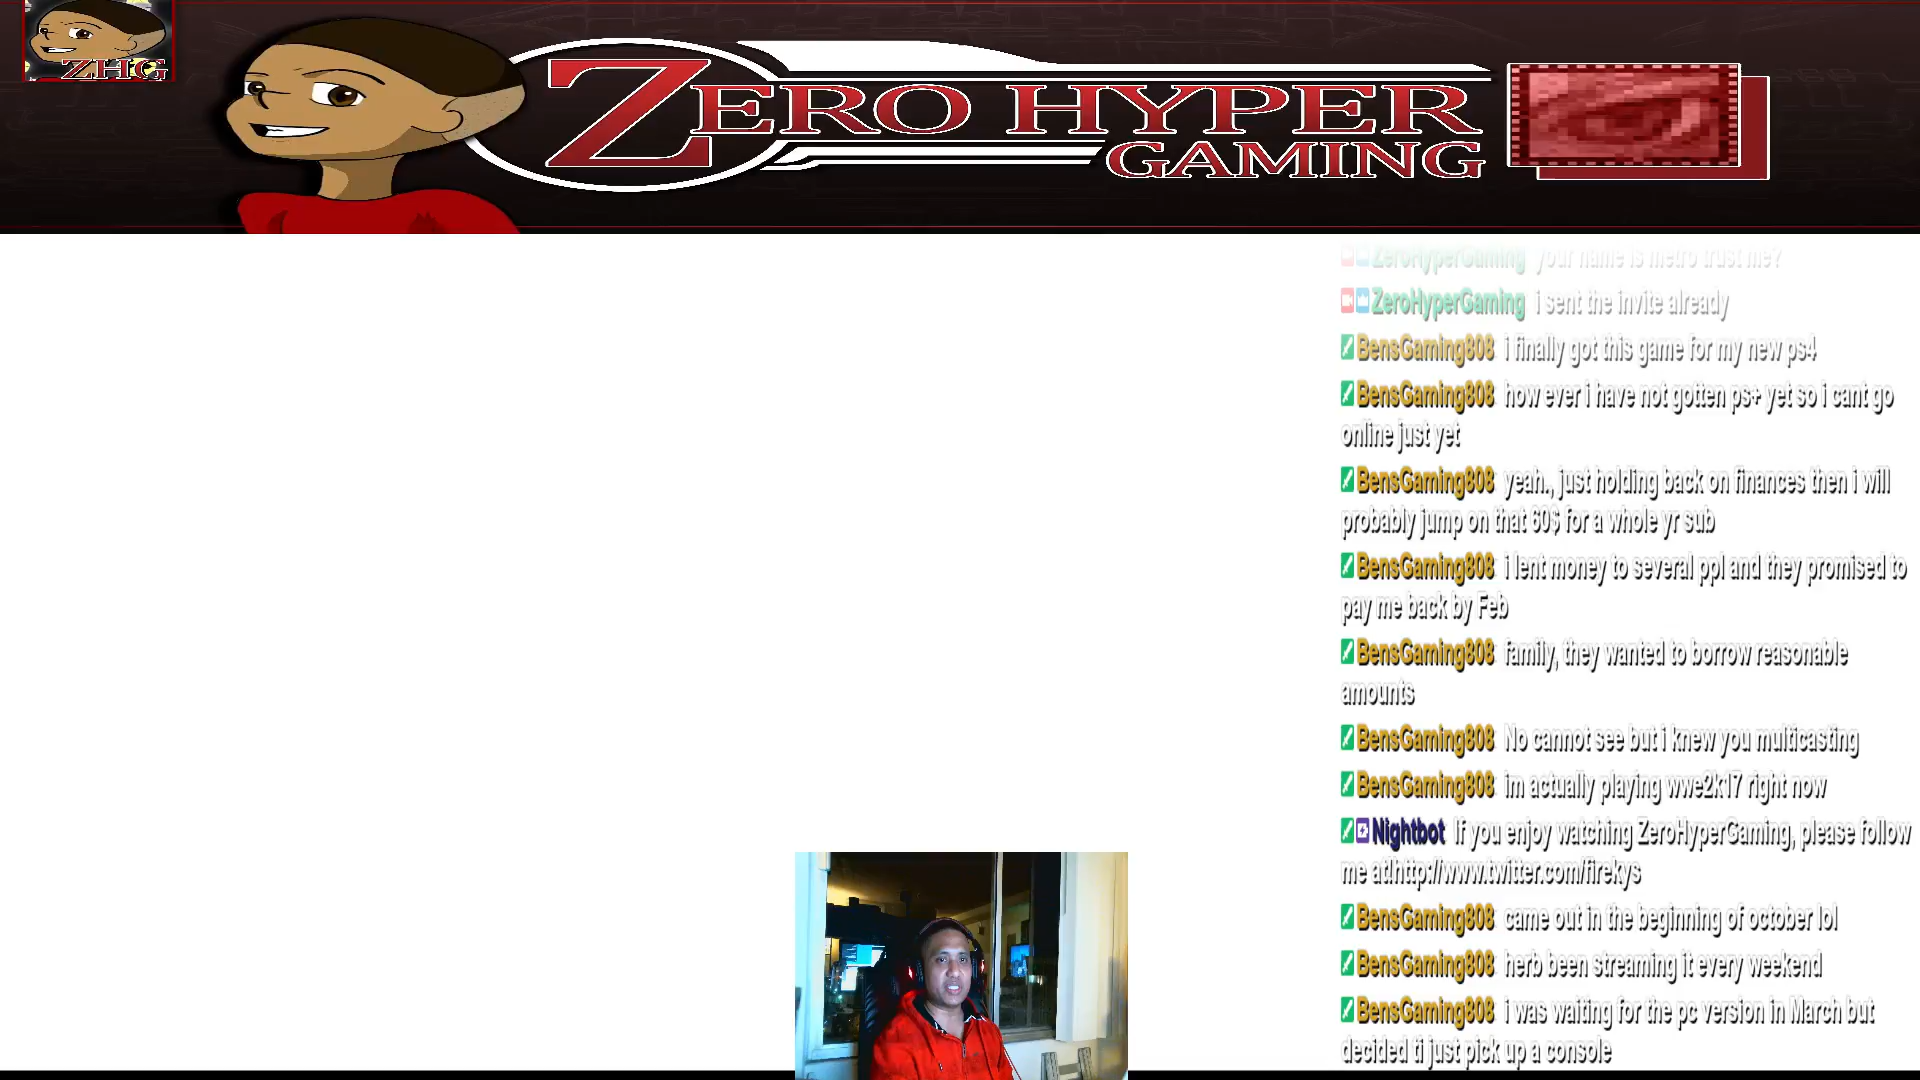 ZHG
ZERO HYPER
GAMING
ZeroHyperGaming your name is metro trust me?
ZeroHyperGaming i sent the invite already
BensGaming808 i finally got this game for my new ps4
BensGaming808 how ever i have not gotten ps+ yet so i cant go
online just yet
BensGaming808 yeah., just holding back on finances then i will
probably jump on that 60$ for a whole yr sub
BensGaming808 i lent money to several ppl and they promised to
pay me back by Feb
BensGaming808 family, they wanted to borrow reasonable
amounts
BensGaming808 No cannot see but i knew you multicasting
BensGaming808 im actually playing wwe2k17 right now
Nightbot If you enjoy watching ZeroHyperGaming, please follow
me at!http://www.twitter.com/firekys
BensGaming808 came out in the beginning of october lol
BensGaming808 herb been streaming it every weekend
BensGaming808 i was waiting for the pc version in March but
decided ti just pick up a console